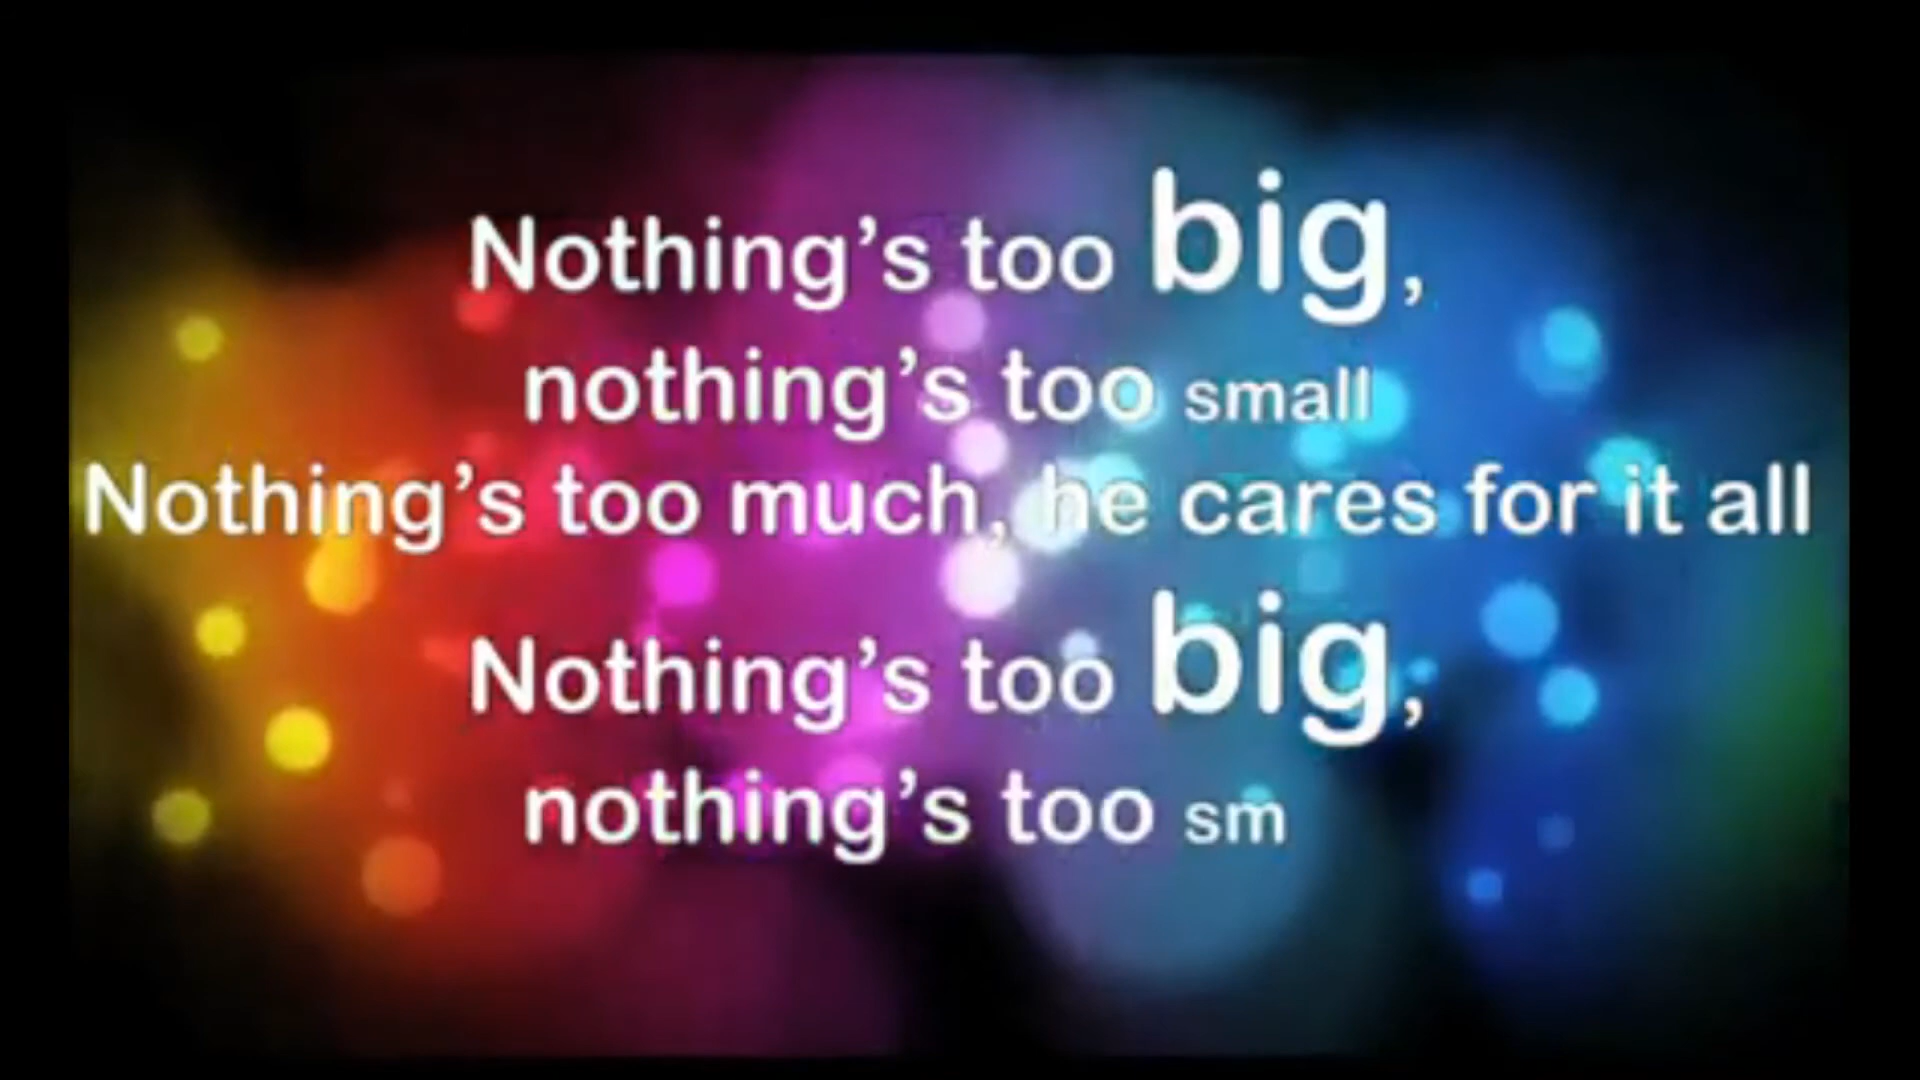 Nothing’s too big,
nothing’s too small
Nothing’s too much, he cares for it all
Nothing’s too big,
nothing’s too sm